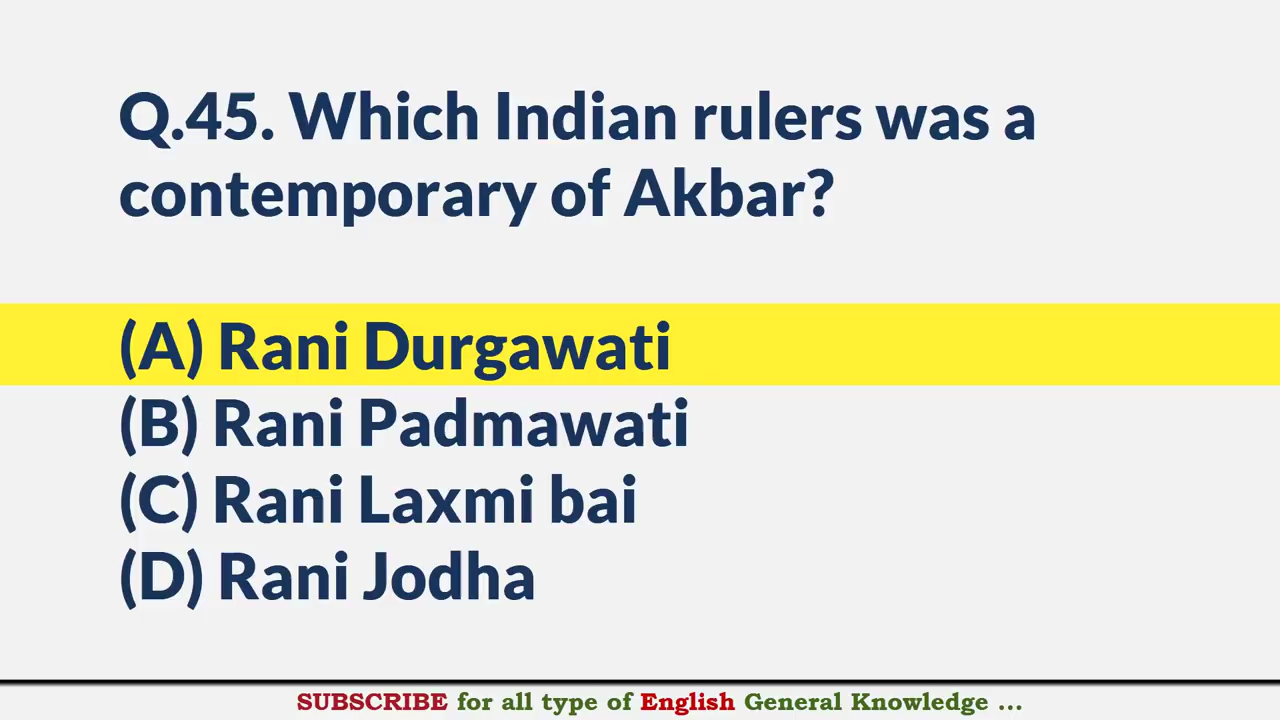 Q.45. Which Indian rulers was a
contemporary of Akbar?
(A) Rani Durgawati
(B) Rani Padmawati
(C) Rani Laxmi bai
(D) Rani Jodha
SUBSCRIBE for all type of English General Knowledge ...